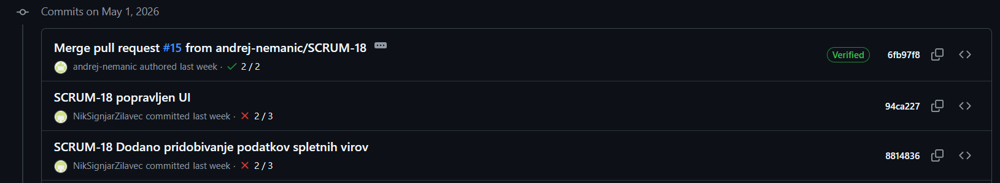 Commits on May 1, 2026
Merge pull request #15 from andrej-nemanic/SCRUM-18
andrej-nemanic authored last week · 2 / 2
Verified
6fb97f8
SCRUM-18 popravljen UI
NikSignjarZilavec committed last week · 2 / 3
94ca227
SCRUM-18 Dodano pridobivanje podatkov spletnih virov
NikSignjarZilavec committed last week · 2 / 3
8814836